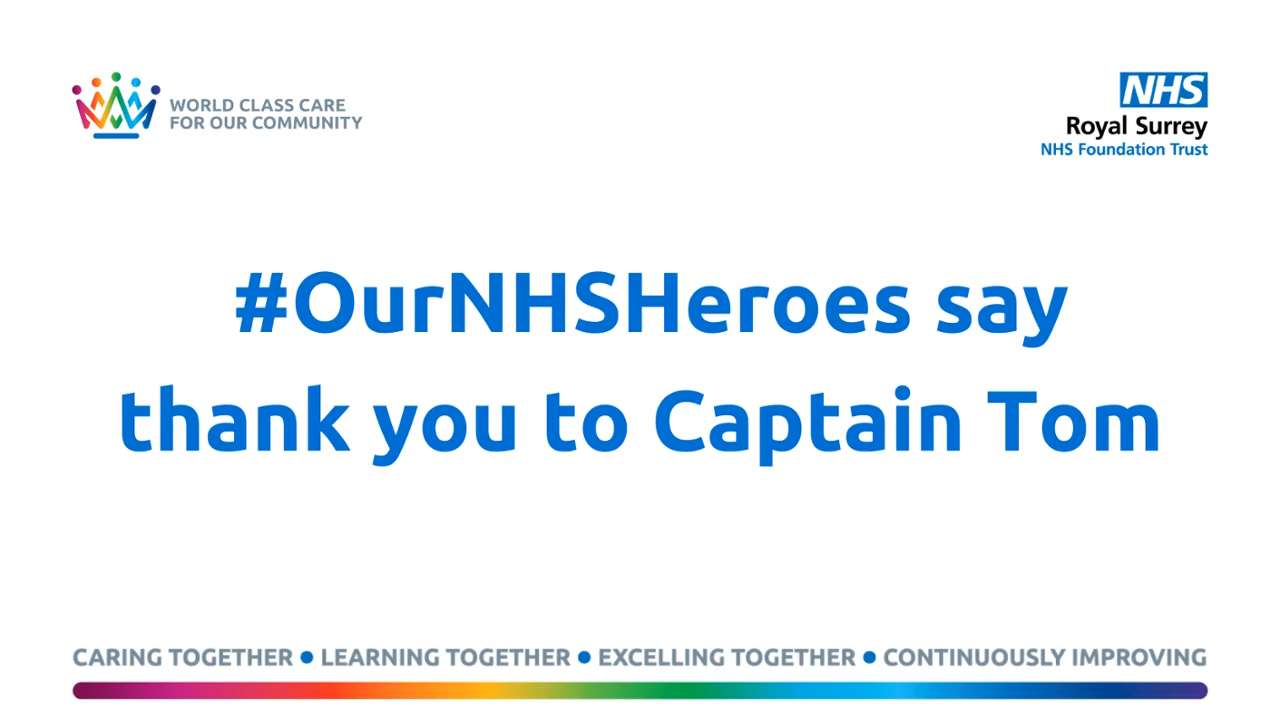 WORLD CLASS CARE
FOR OUR COMMUNITY
NHS
Royal Surrey
NHS Foundation Trust
#OurNHSHeroes say
thank you to Captain Tom
CARING TOGETHER • LEARNING TOGETHER • EXCELLING TOGETHER • CONTINUOUSLY IMPROVING